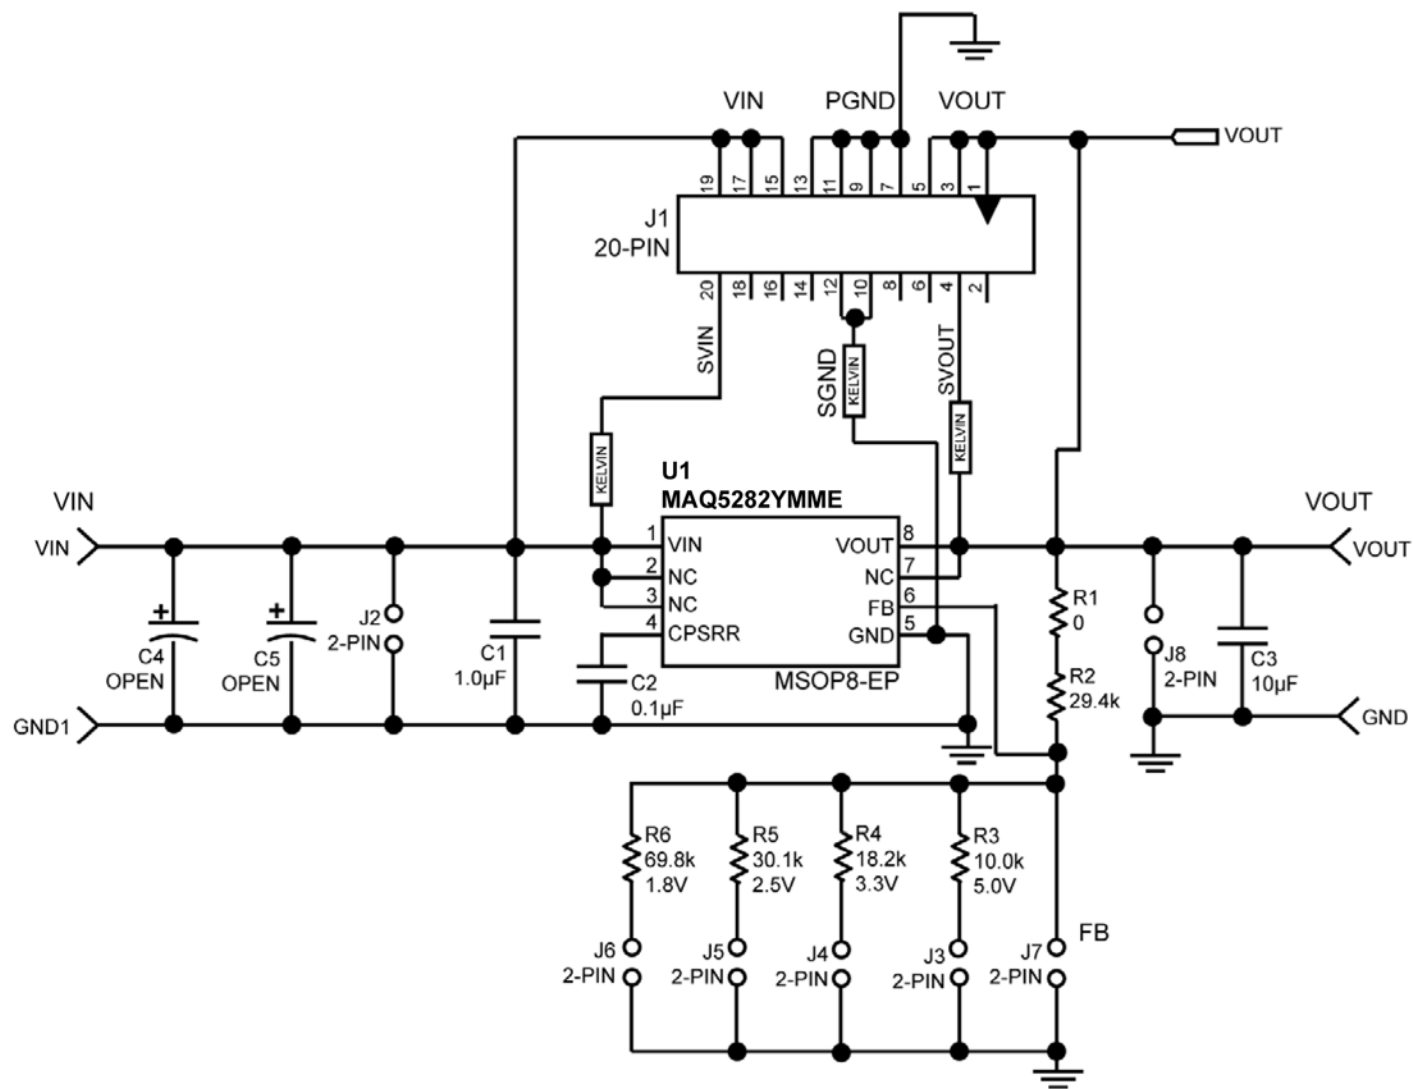 VIN PGND VOUT
VOUT
19 17 15 13 11 9 7 5 3 1
J1
20-PIN
20 18 16 14 12 10 8 6 4 2
SVIN
SGND
SVOUT
KELVIN
KELVIN
KELVIN
U1
MAQ5282YMME
VIN
VIN
VOUT
VOUT
1 VIN VOUT 8
2 NC NC 7
3 NC FB 6
4 CPSRR GND 5
MSOP8-EP
+
C4
OPEN
+
C5
OPEN
J2
2-PIN
C1
1.0µF
C2
0.1µF
R1
0
R2
29.4k
J8
2-PIN
C3
10µF
GND1
GND
R6
69.8k
1.8V
R5
30.1k
2.5V
R4
18.2k
3.3V
R3
10.0k
5.0V
FB
J6
2-PIN
J5
2-PIN
J4
2-PIN
J3
2-PIN
J7
2-PIN